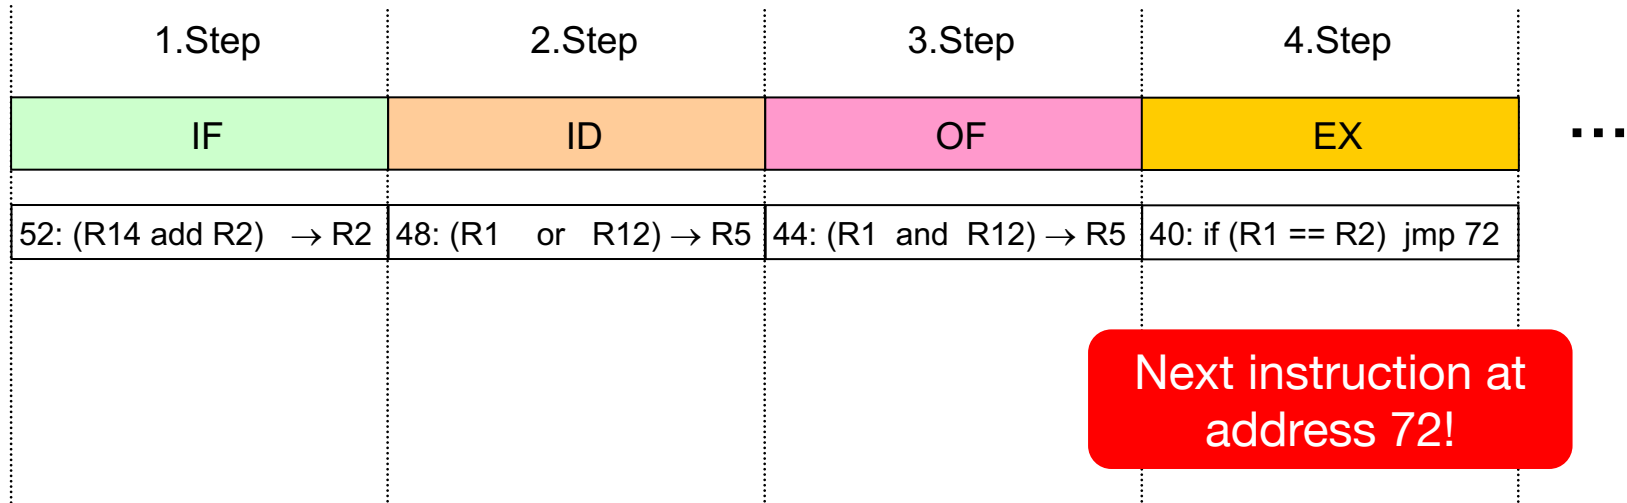 1.Step 2.Step 3.Step 4.Step
IF ID OF EX ...
52: (R14 add R2) → R2 48: (R1 or R12) → R5 44: (R1 and R12) → R5 40: if (R1 == R2) jmp 72
Next instruction at
address 72!